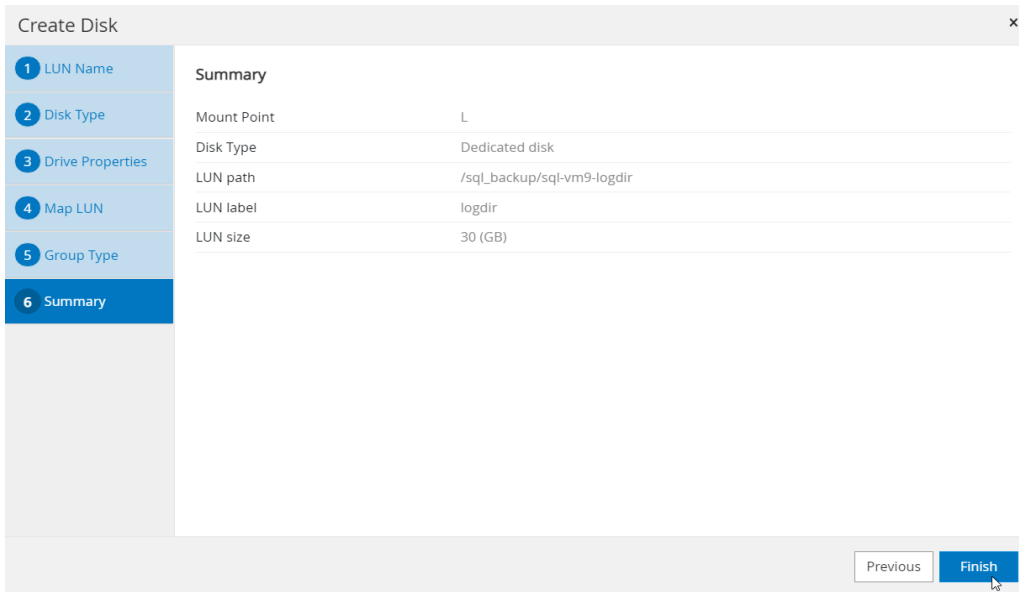 Create Disk
×
1 LUN Name
2 Disk Type
3 Drive Properties
4 Map LUN
5 Group Type
6 Summary
Summary
Mount Point L
Disk Type Dedicated disk
LUN path /sql_backup/sql-vm9-logdir
LUN label logdir
LUN size 30 (GB)
Previous Finish